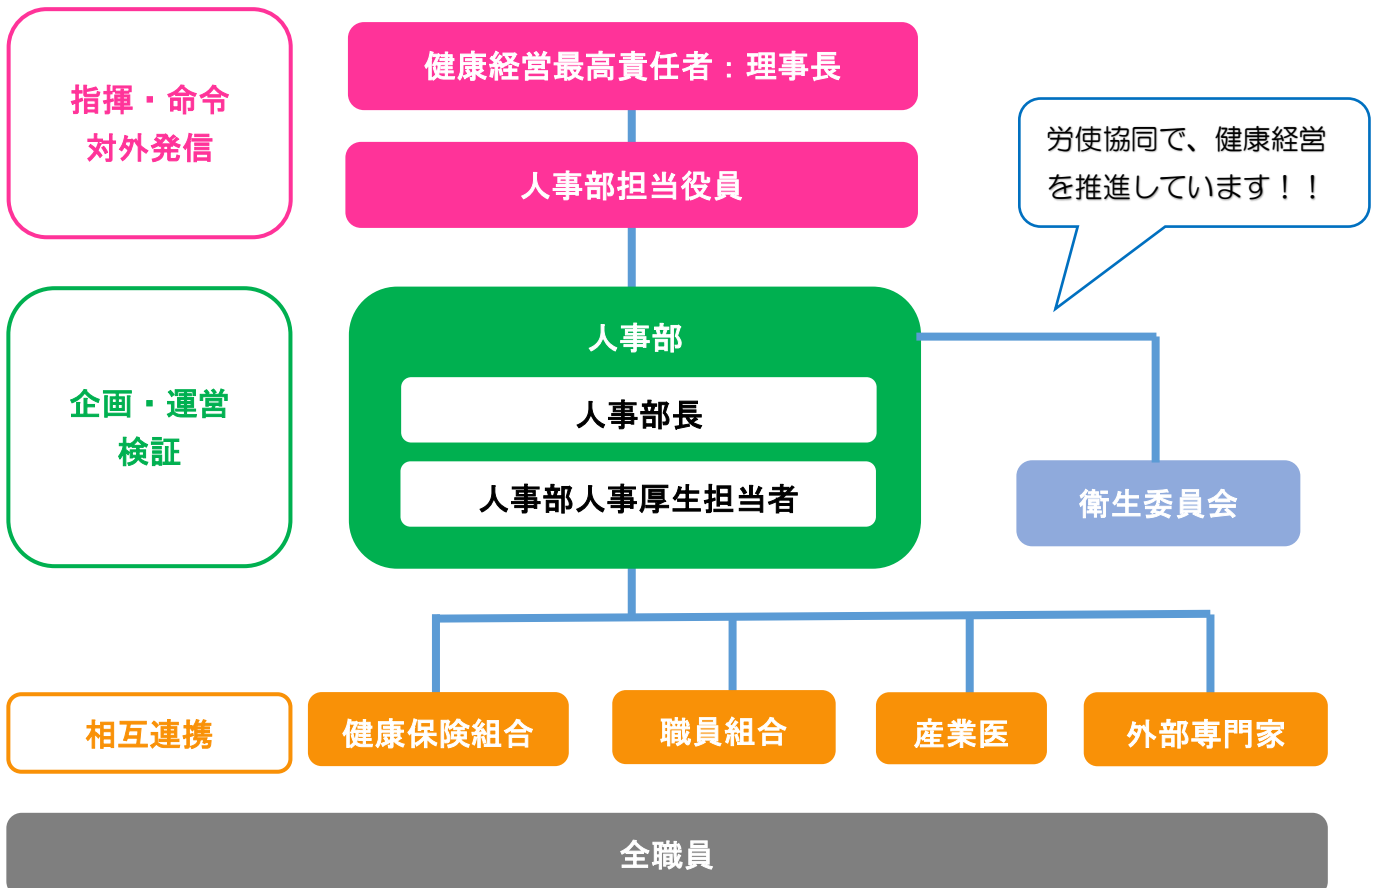 指揮・命令
対外発信
健康経営最高責任者：理事長
人事部担当役員
労使協同で、健康経営
を推進しています！！
企画・運営
検証
人事部
人事部長
人事部人事厚生担当者
衛生委員会
相互連携
健康保険組合
職員組合
産業医
外部専門家
全職員